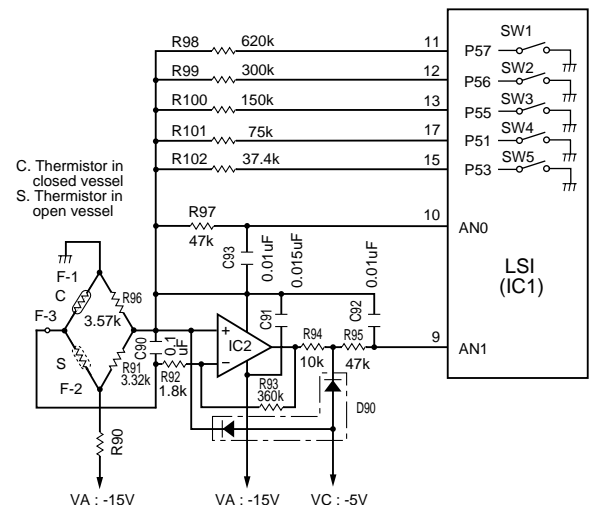 SW1
R98 620k 11 P57
SW2
R99 300k 12 P56
SW3
R100 150k 13 P55
SW4
R101 75k 17 P51
SW5
R102 37.4k 15 P53
C. Thermistor in
closed vessel
S. Thermistor in
open vessel
R97
47k
10
AN0
C93
0.01uF
0.015uF
0.01uF
LSI
(IC1)
F-1
C
F-3
R96
3.57k
S
F-2
R91
3.32k
C90
0.1
uF
R92
1.8k
+
−
IC2
C91
C92
R94
10k
R95
47k
9
AN1
R93
360k
D90
R90
VA : -15V
VA : -15V
VC : -5V